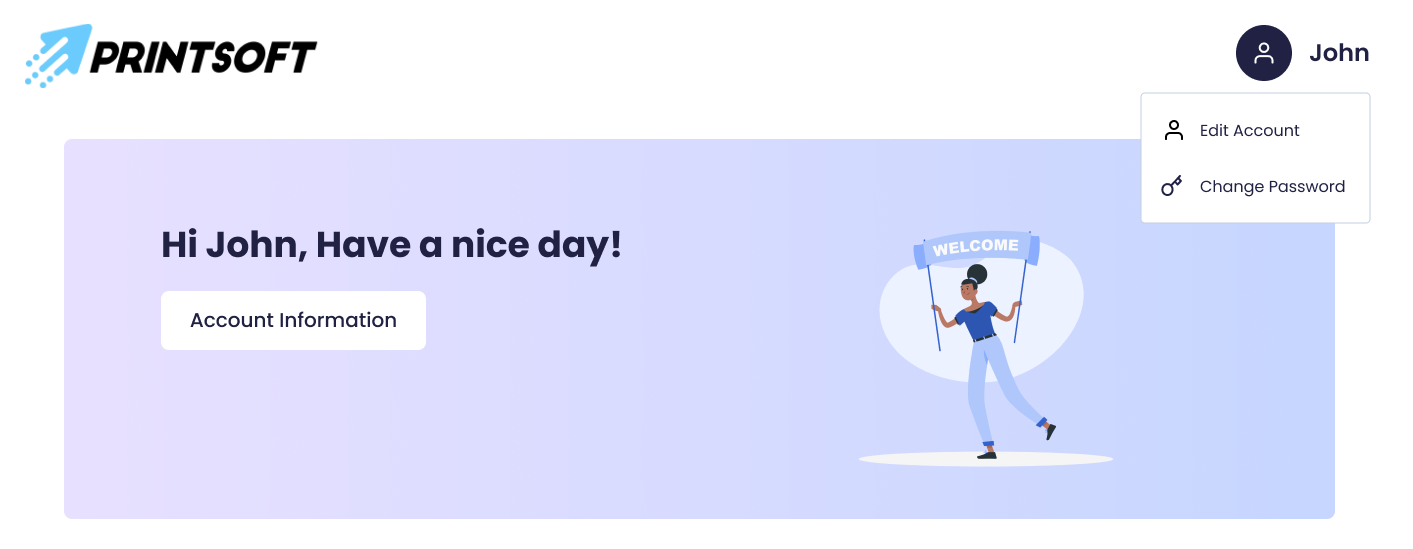 PRINTSOFT
John
Edit Account
Change Password
Hi John, Have a nice day!
Account Information
WELCOME